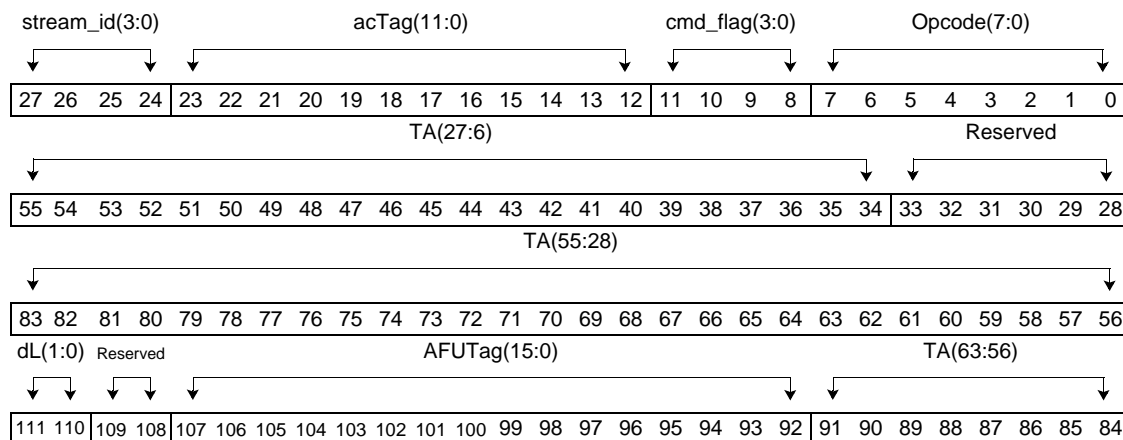 stream_id(3:0) acTag(11:0) cmd_flag(3:0) Opcode(7:0)
27 26 25 24 23 22 21 20 19 18 17 16 15 14 13 12 11 10 9 8 7 6 5 4 3 2 1 0
TA(27:6) Reserved
55 54 53 52 51 50 49 48 47 46 45 44 43 42 41 40 39 38 37 36 35 34 33 32 31 30 29 28
TA(55:28)
83 82 81 80 79 78 77 76 75 74 73 72 71 70 69 68 67 66 65 64 63 62 61 60 59 58 57 56
dL(1:0) Reserved AFUTag(15:0) TA(63:56)
111 110 109 108 107 106 105 104 103 102 101 100 99 98 97 96 95 94 93 92 91 90 89 88 87 86 85 84